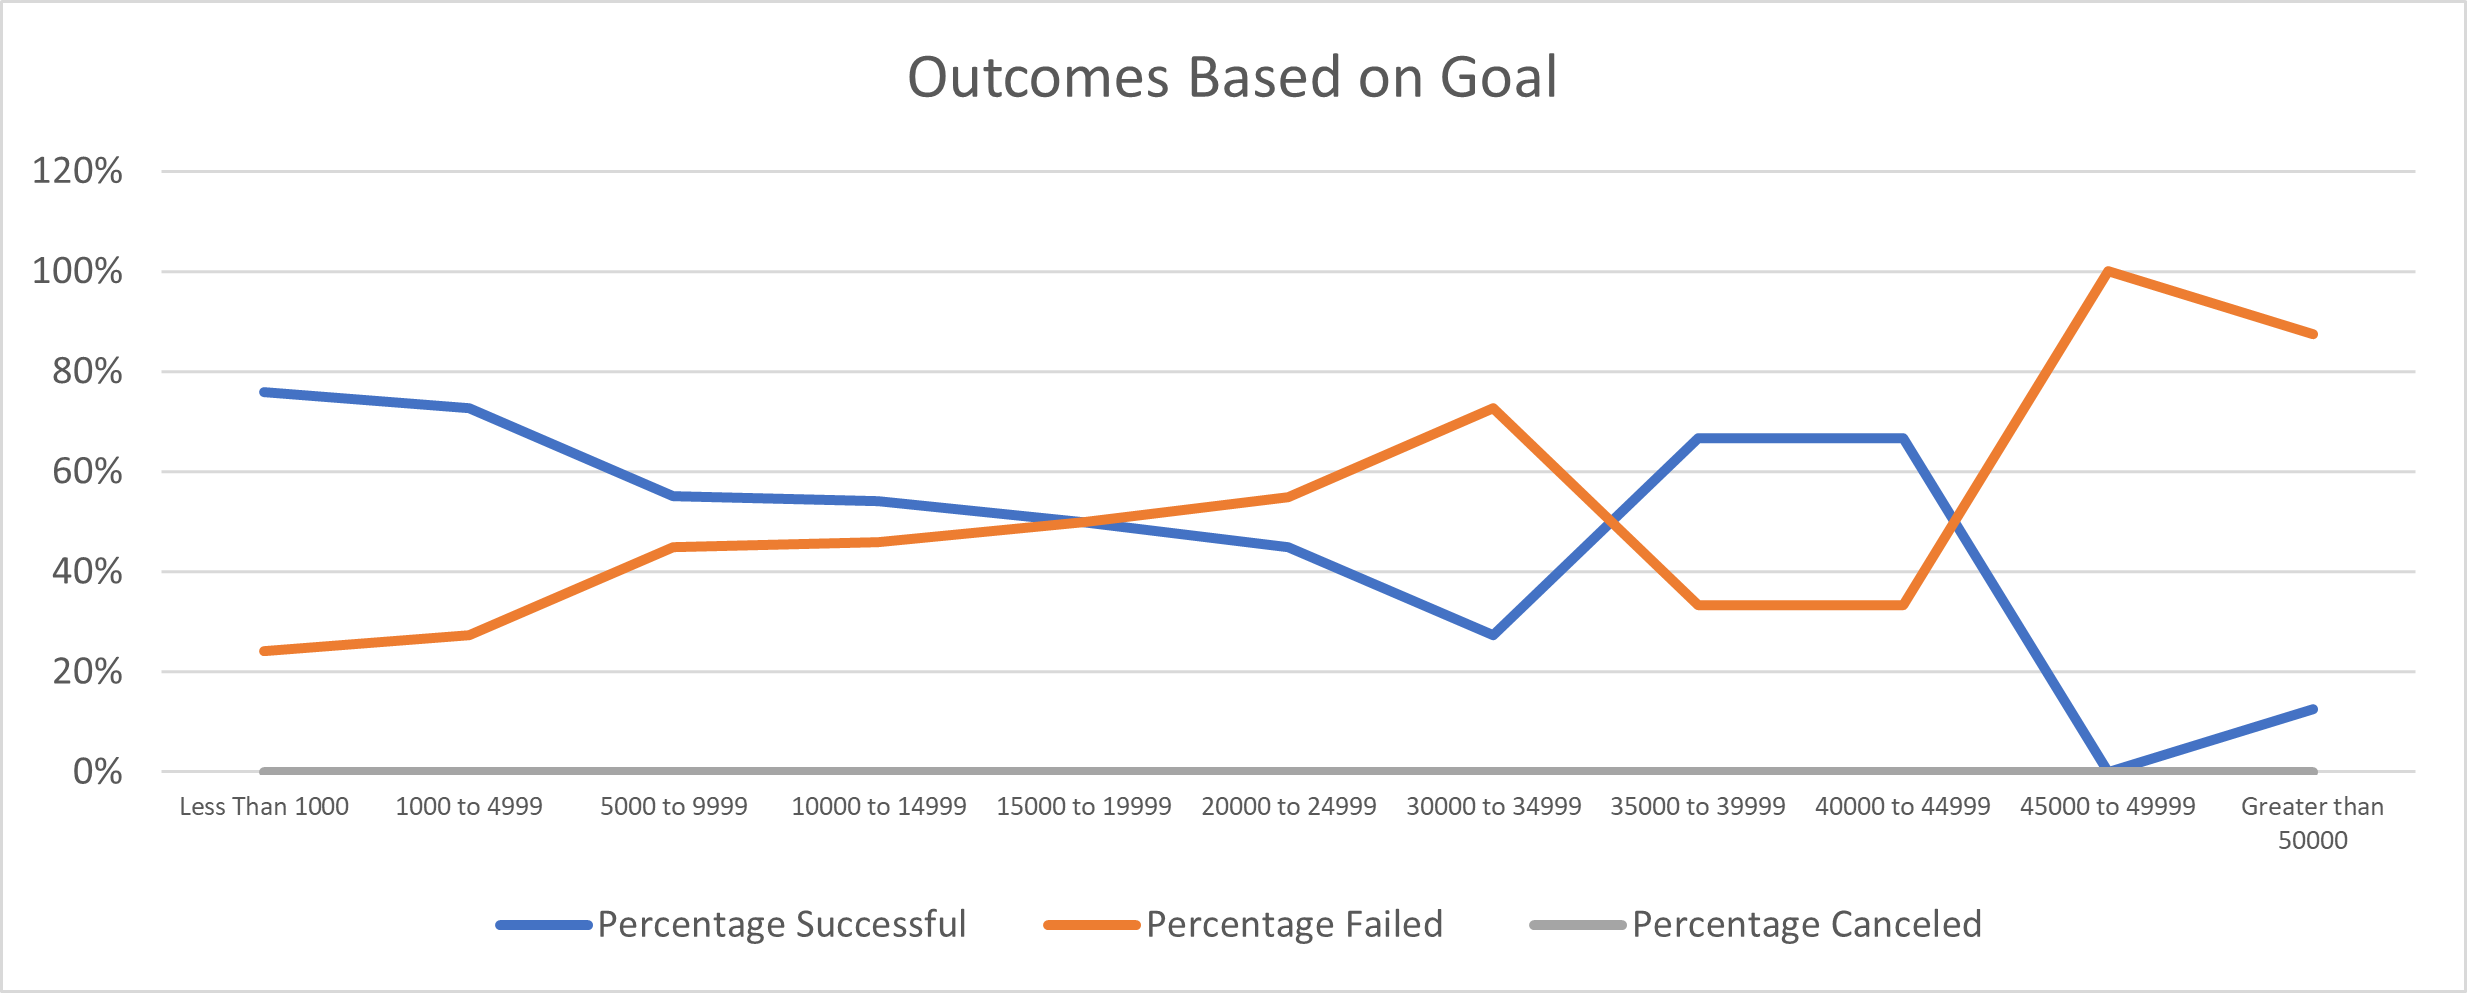 Outcomes Based on Goal
120%
100%
80%
60%
40%
20%
0%
Less Than 1000 1000 to 4999 5000 to 9999 10000 to 14999 15000 to 19999 20000 to 24999 30000 to 34999 35000 to 39999 40000 to 44999 45000 to 49999 Greater than
50000
Percentage Successful Percentage Failed Percentage Canceled